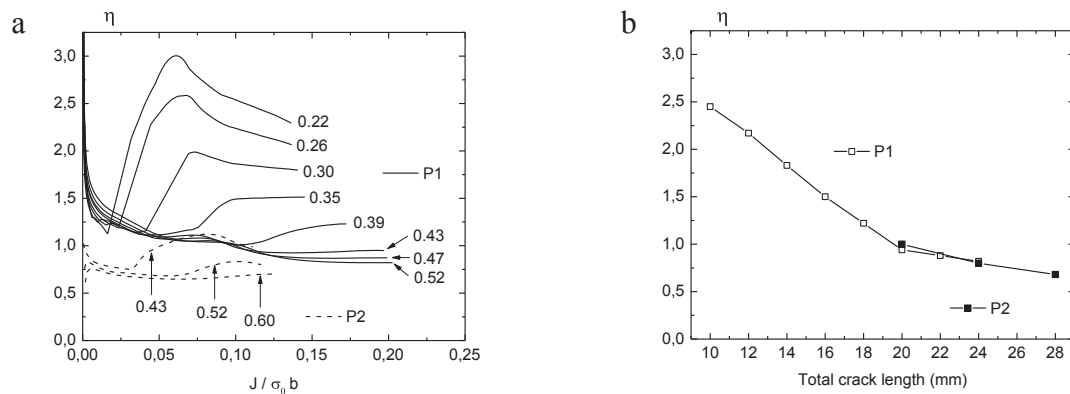 a
η
3,0
2,5
2,0
1,5
1,0
0,5
0,0
0,00 0,05 0,10 0,15 0,20 0,25
J / σ₀ b
0.22
0.26
0.30
P1
0.35
0.39
0.43
0.47
0.52
0.43
0.52
0.60
P2
b
η
3,0
2,5
2,0
1,5
1,0
0,5
0,0
10 12 14 16 18 20 22 24 26 28
Total crack length (mm)
P1
P2